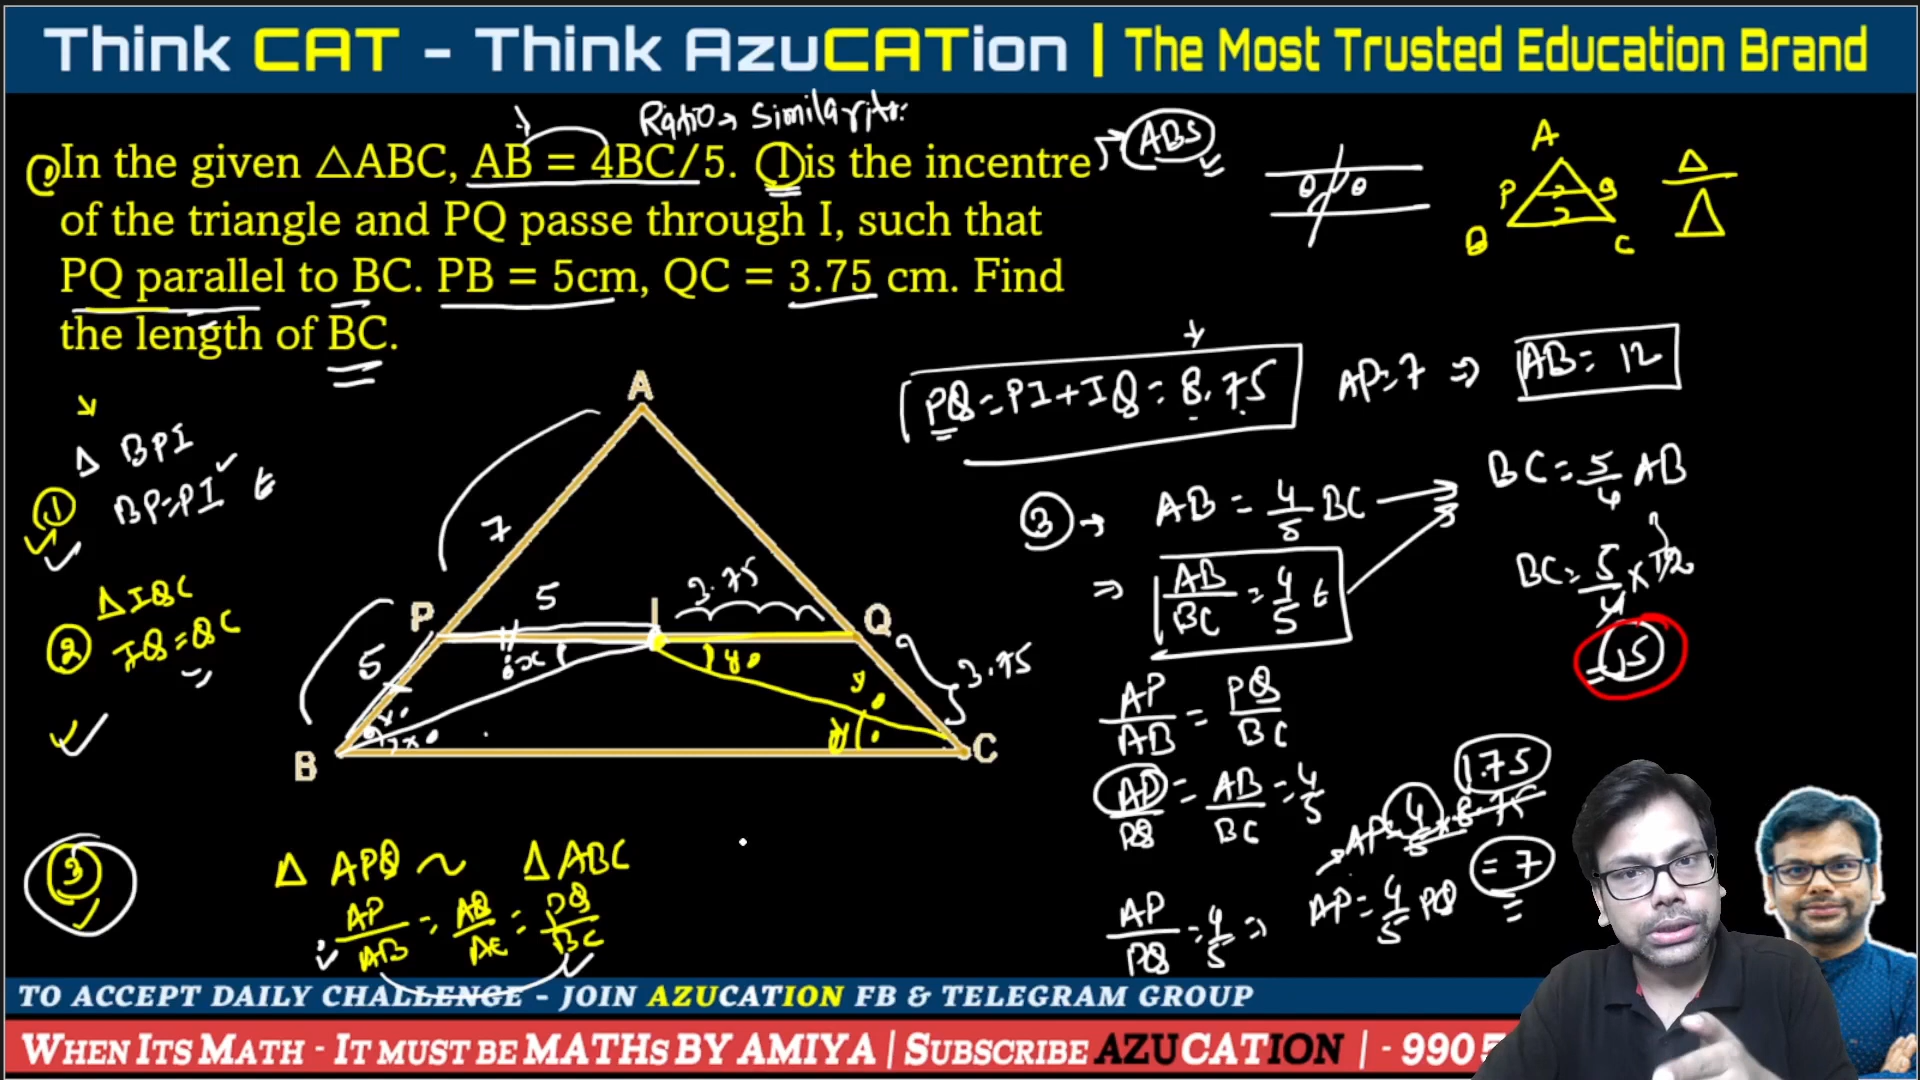 Think CAT - Think AzuCATion | The Most Trusted Education Brand
Ratio → Similarity
Q In the given △ABC, AB = 4BC/5. I is the incentre
of the triangle and PQ passe through I, such that
PQ parallel to BC. PB = 5cm, QC = 3.75 cm. Find
the length of BC.
ABS
θ θ
A
P Q
B C
△
△
△ BPI
① BP=PI t
△IQC
② IQ=QC
A
7
P 5 I 3.75 Q
5 3.75
x x x
y y y
B C
PQ=PI+IQ=8.75
AP=7 ⇒ AB=12
③ → AB = 4/5 BC
⇒ AB/BC = 4/5 t
BC = 5/4 AB
BC = 5/4 × 12
= 15
AP/AB = PQ/BC
AP/PQ = AB/BC = 4/5
AP/PQ = 4/5 ⇒ AP = 4/5 PQ
AP = 4/5 × 8.75
1.75
= 7
③ △ APQ ~ △ABC
AP/AB = AQ/AC = PQ/BC
TO ACCEPT DAILY CHALLENGE - JOIN AZUCATION FB & TELEGRAM GROUP
WHEN ITS MATH - IT MUST BE MATHS BY AMIYA | SUBSCRIBE AZUCATION | - 990